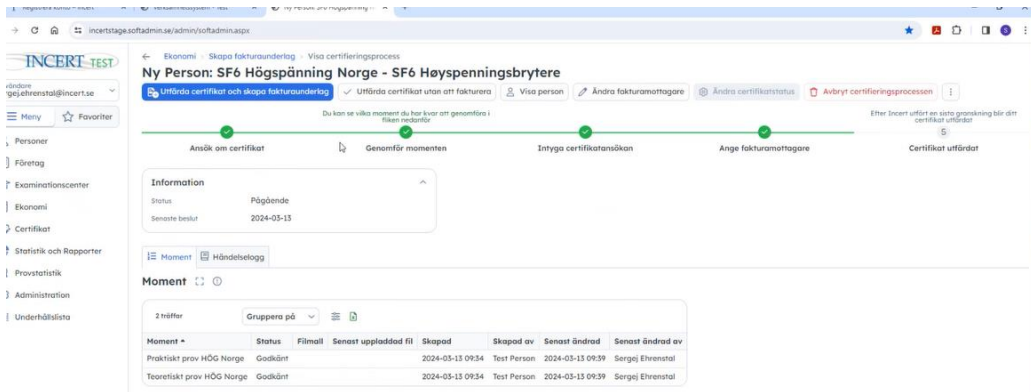 incertstage.softadmin.se/admin/softadmin.aspx
INCERT TEST
Ekonomi Skapa fakturaunderlag Visa certifieringsprocess
Ny Person: SF6 Högspänning Norge - SF6 Høyspenningsbrytere
rgej.ehrenstal@incert.se
Utfärda certifikat och skapa fakturaunderlag Utfärda certifikat utan att fakturera Visa person Ändra fakturamottagare Ändra certifikatstatus Avbryt certifieringsprocessen
Meny Favoriter
Du kan se vilka moment du har kvar att genomföra i
fliken nedanför
Efter Incert utfört en sista granskning blir ditt
certifikat utfärdat
5
Ansök om certifikat Genomför momenten Intyga certifikatansökan Ange fakturamottagare Certifikat utfärdat
Personer
Företag
Examinationscenter
Ekonomi
Certifikat
Statistik och Rapporter
Provstatistik
Administration
Underhållslista
Information
Status Pågående
Senaste beslut 2024-03-13
Moment Händelselogg
Moment
2 träffar Gruppera på
Moment Status Filmall Senast uppladdad fil Skapad Skapad av Senast ändrad Senast ändrad av
Praktiskt prov HÖG Norge Godkänt 2024-03-13 09:34 Test Person 2024-03-13 09:39 Sergej Ehrenstal
Teoretiskt prov HÖG Norge Godkänt 2024-03-13 09:34 Test Person 2024-03-13 09:39 Sergej Ehrenstal